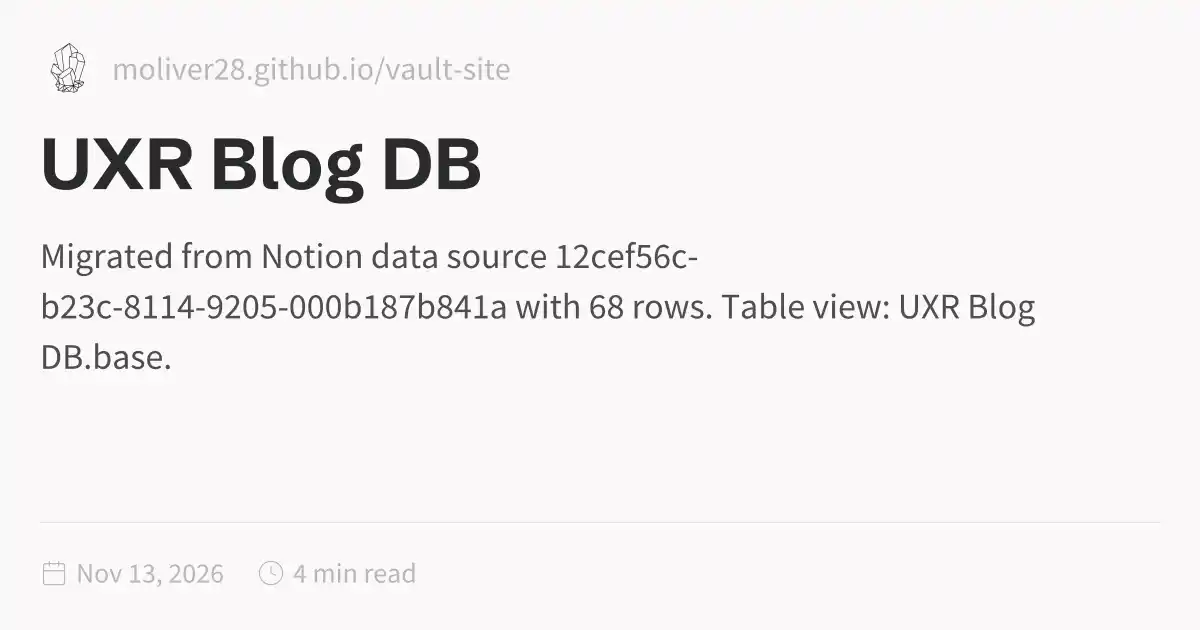 moliver28.github.io/vault-site
UXR Blog DB
Migrated from Notion data source 12cef56c-
b23c-8114-9205-000b187b841a with 68 rows. Table view: UXR Blog
DB.base.
Nov 13, 2026 4 min read